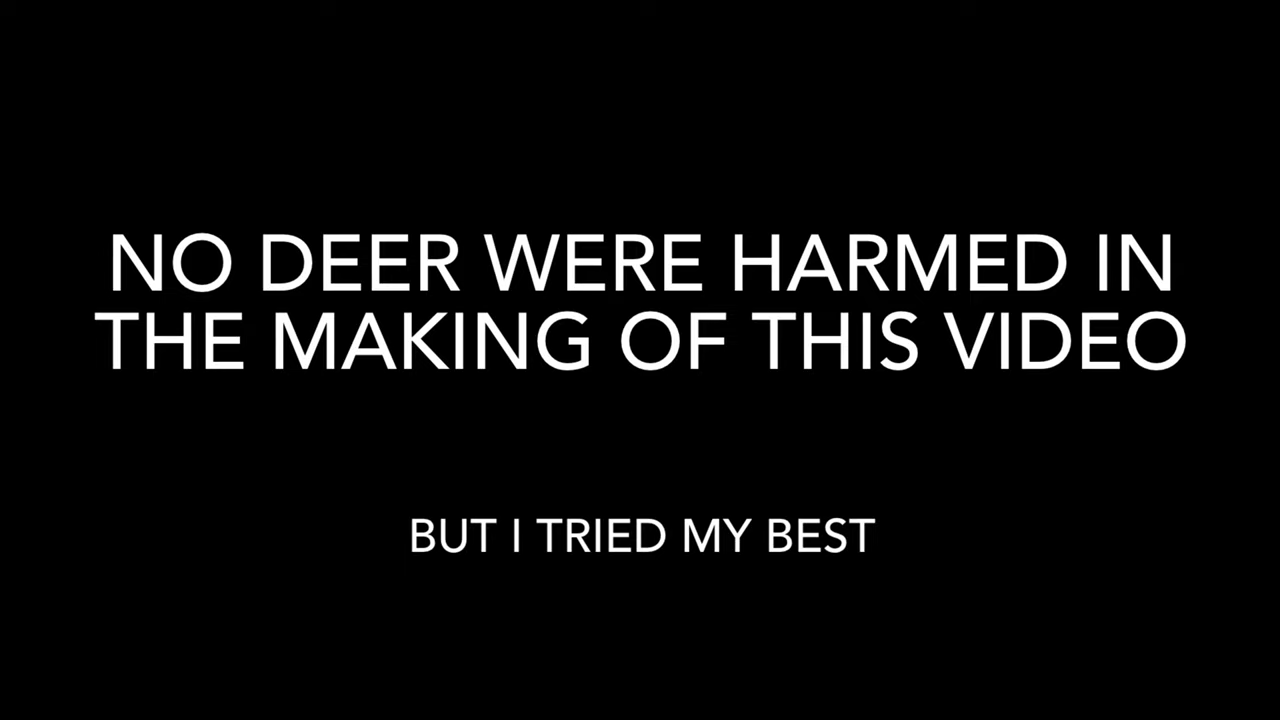 NO DEER WERE HARMED IN
THE MAKING OF THIS VIDEO
BUT I TRIED MY BEST